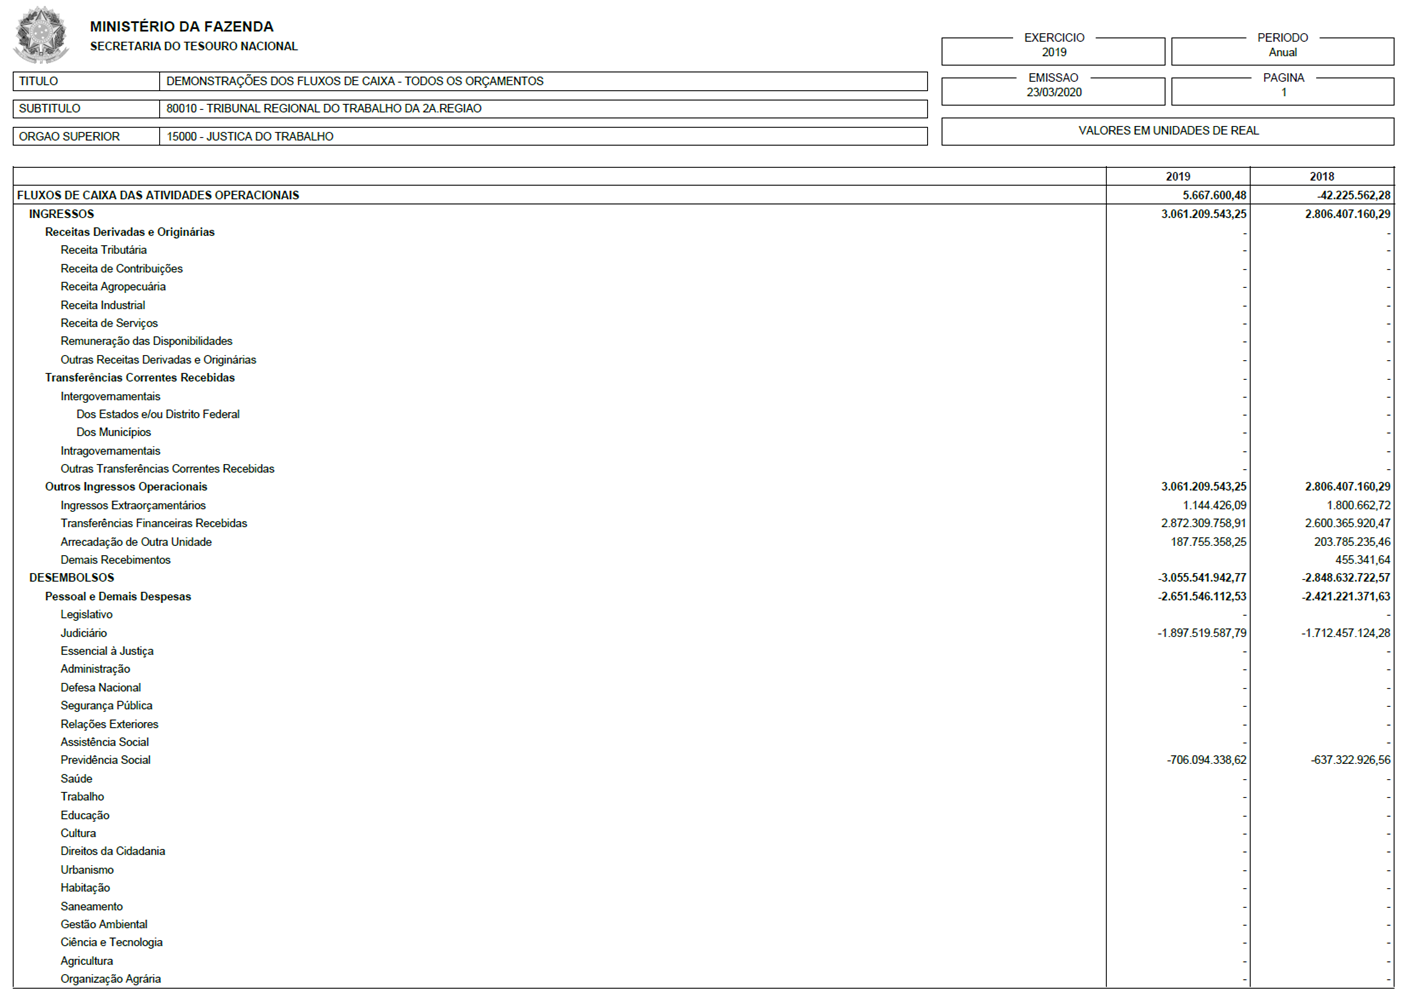 MINISTÉRIO DA FAZENDA
SECRETARIA DO TESOURO NACIONAL
EXERCICIO
2019
PERIODO
Anual
TITULO DEMONSTRAÇÕES DOS FLUXOS DE CAIXA - TODOS OS ORÇAMENTOS
EMISSAO
23/03/2020
PAGINA
1
SUBTITULO 80010 - TRIBUNAL REGIONAL DO TRABALHO DA 2A.REGIAO
ORGAO SUPERIOR 15000 - JUSTICA DO TRABALHO
VALORES EM UNIDADES DE REAL
2019 2018
FLUXOS DE CAIXA DAS ATIVIDADES OPERACIONAIS 5.667.600,48 -42.225.562,28
INGRESSOS 3.061.209.543,25 2.806.407.160,29
Receitas Derivadas e Originárias - -
Receita Tributária - -
Receita de Contribuições - -
Receita Agropecuária - -
Receita Industrial - -
Receita de Serviços - -
Remuneração das Disponibilidades - -
Outras Receitas Derivadas e Originárias - -
Transferências Correntes Recebidas - -
Intergovernamentais - -
Dos Estados e/ou Distrito Federal - -
Dos Municípios - -
Intragovernamentais - -
Outras Transferências Correntes Recebidas - -
Outros Ingressos Operacionais 3.061.209.543,25 2.806.407.160,29
Ingressos Extraorçamentários 1.144.426,09 1.800.662,72
Transferências Financeiras Recebidas 2.872.309.758,91 2.600.365.920,47
Arrecadação de Outra Unidade 187.755.358,25 203.785.235,46
Demais Recebimentos 455.341,64
DESEMBOLSOS -3.055.541.942,77 -2.848.632.722,57
Pessoal e Demais Despesas -2.651.546.112,53 -2.421.221.371,63
Legislativo - -
Judiciário -1.897.519.587,79 -1.712.457.124,28
Essencial à Justiça - -
Administração - -
Defesa Nacional - -
Segurança Pública - -
Relações Exteriores - -
Assistência Social - -
Previdência Social -706.094.338,62 -637.322.926,56
Saúde - -
Trabalho - -
Educação - -
Cultura - -
Direitos da Cidadania - -
Urbanismo - -
Habitação - -
Saneamento - -
Gestão Ambiental - -
Ciência e Tecnologia - -
Agricultura - -
Organização Agrária - -